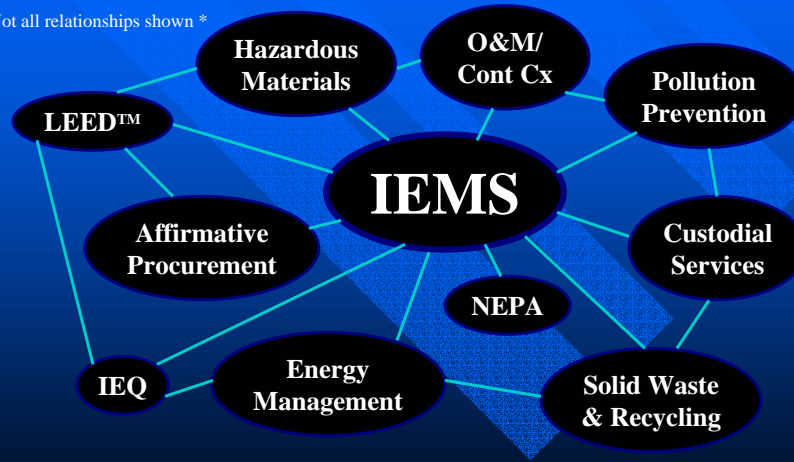 Not all relationships shown *
Hazardous
Materials
O&M/
Cont Cx
Pollution
Prevention
LEED™
IEMS
Affirmative
Procurement
Custodial
Services
NEPA
IEQ
Energy
Management
Solid Waste
& Recycling